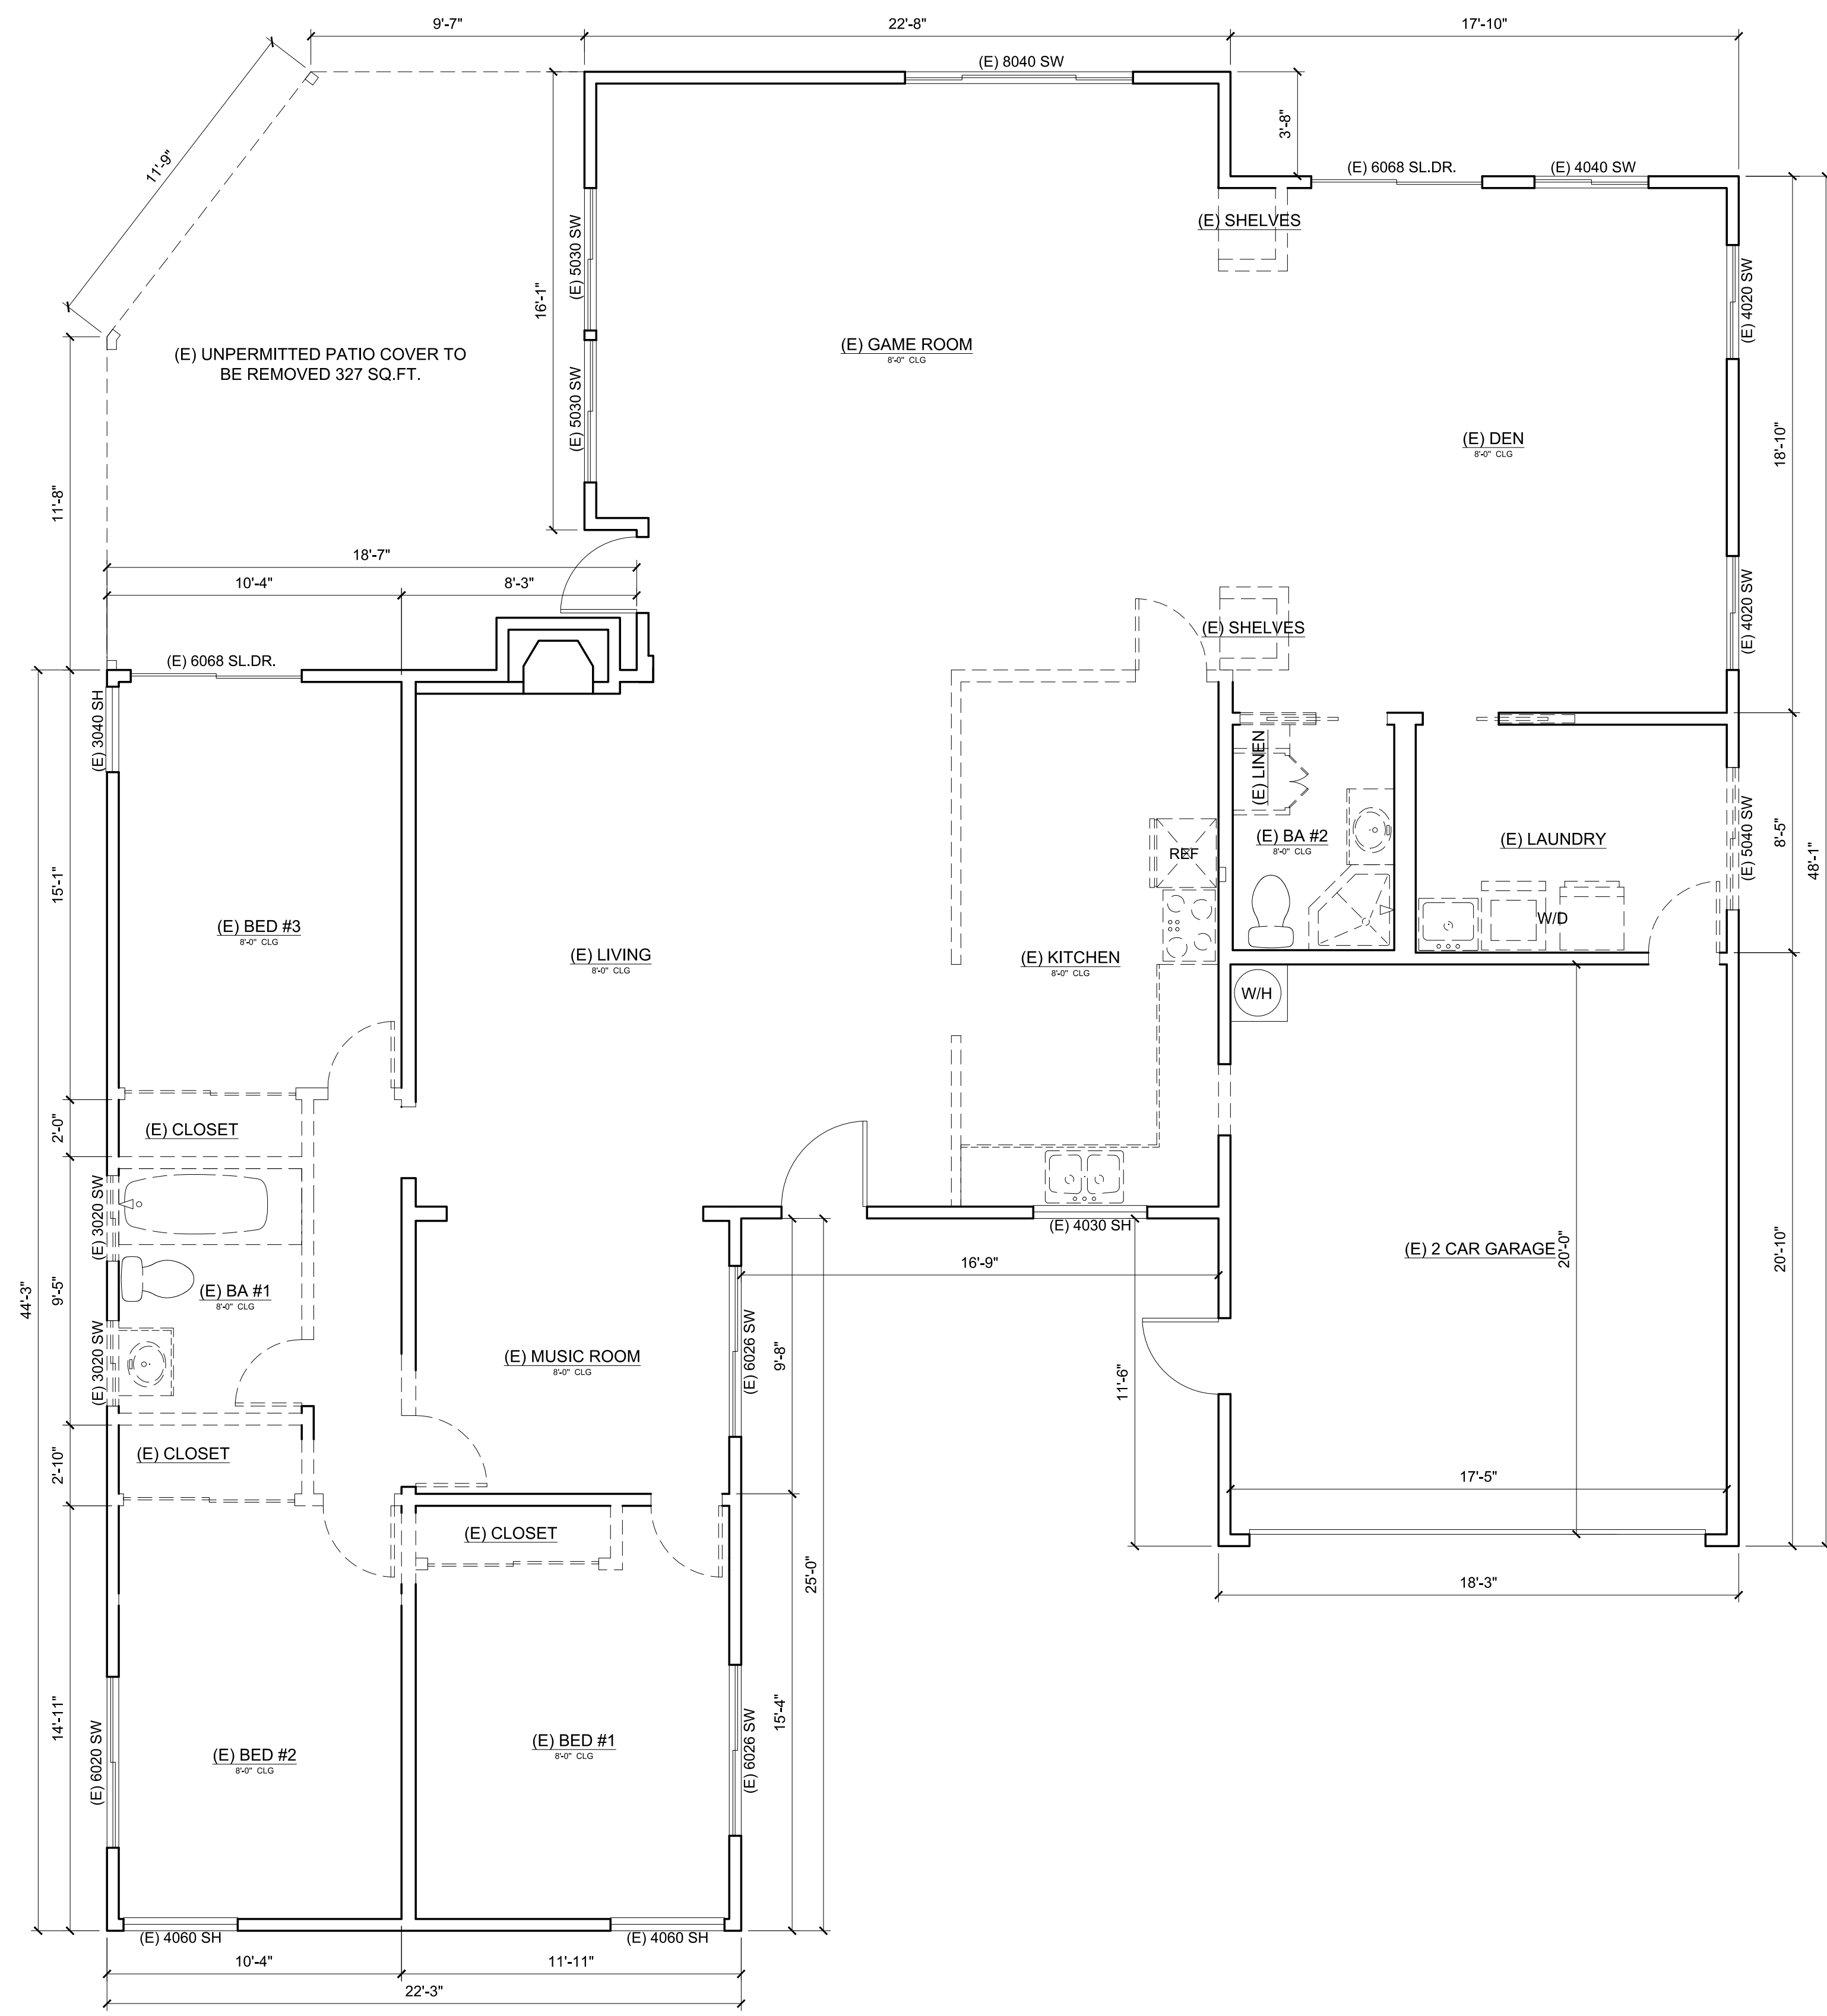 9'-7"
22'-8"
17'-10"
(E) 8040 SW
3'-8"
11'-9"
(E) 6068 SL.DR.
(E) 4040 SW
(E) SHELVES
(E) 5030 SW
(E) 4020 SW
16'-1"
(E) GAME ROOM
8'-0" CLG
(E) UNPERMITTED PATIO COVER TO
BE REMOVED 327 SQ.FT.
(E) 5030 SW
(E) DEN
8'-0" CLG
18'-10"
11'-8"
18'-7"
10'-4"
8'-3"
(E) 4020 SW
(E) SHELVES
(E) 6068 SL.DR.
(E) 3040 SH
(E) LINEN
(E) BA #2
8'-0" CLG
(E) LAUNDRY
(E) 5040 SW
8'-5"
48'-1"
REF
15'-1"
(E) BED #3
8'-0" CLG
(E) LIVING
8'-0" CLG
(E) KITCHEN
8'-0" CLG
W/D
W/H
2'-0"
(E) CLOSET
(E) 3020 SW
(E) 4030 SH
16'-9"
(E) 2 CAR GARAGE
20'-0"
20'-10"
44'-3"
9'-5"
(E) BA #1
8'-0" CLG
(E) 3020 SW
(E) MUSIC ROOM
8'-0" CLG
(E) 6026 SW
9'-8"
11'-6"
2'-10"
(E) CLOSET
17'-5"
(E) CLOSET
25'-0"
18'-3"
14'-11"
(E) 6020 SW
(E) BED #2
8'-0" CLG
(E) BED #1
8'-0" CLG
(E) 6026 SW
15'-4"
(E) 4060 SH
(E) 4060 SH
10'-4"
11'-11"
22'-3"